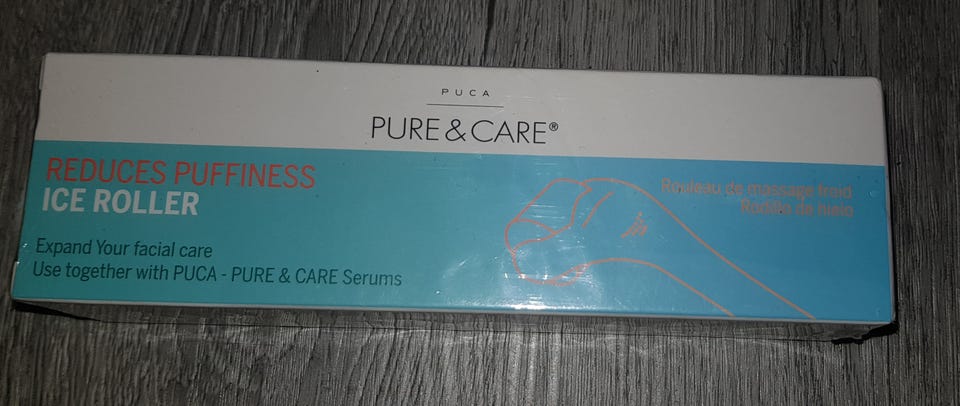 PUCA
PURE & CARE®
REDUCES PUFFINESS
ICE ROLLER
Expand Your facial care
Use together with PUCA - PURE & CARE Serums
Rouleau de massage froid
Rodillo de hielo